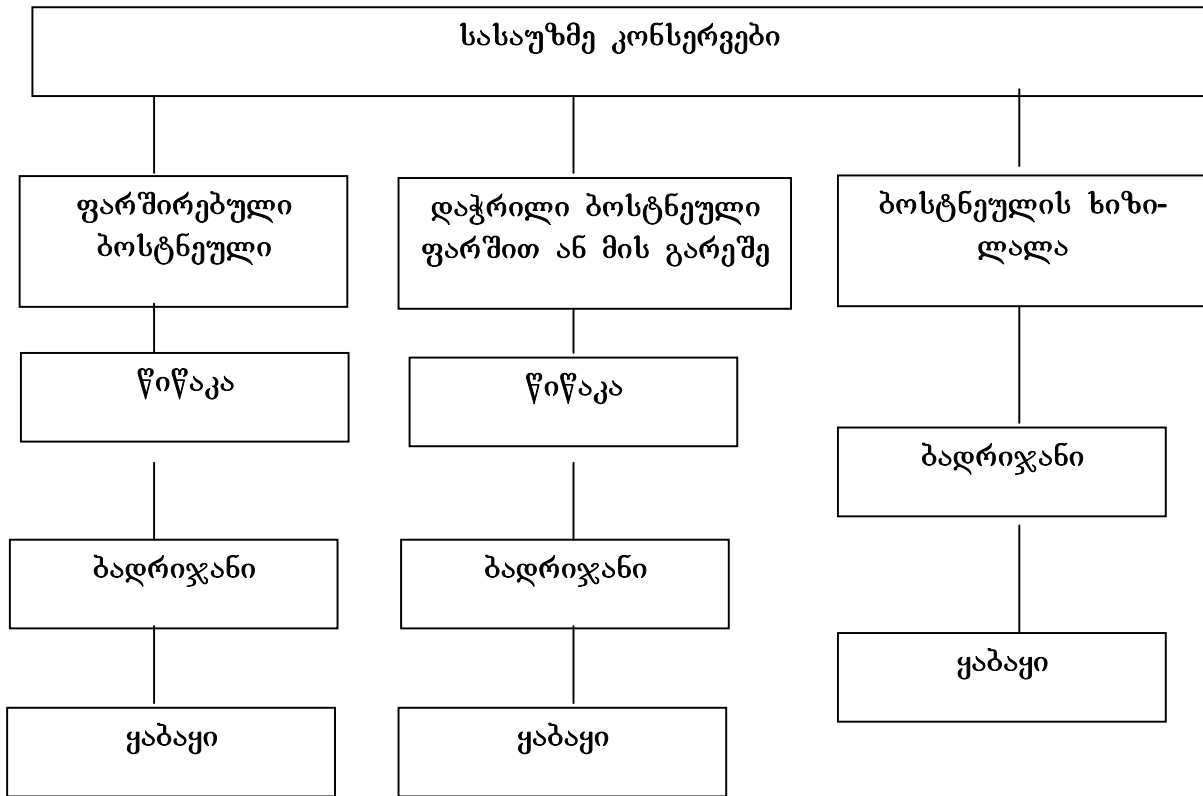 სასაუზმე კონსერვები
ფარშირებული
ბოსტნეული
წიწაკა
ბადრიჯანი
ყაბაყი
დაჭრილი ბოსტნეული
ფარშით ან მის გარეშე
წიწაკა
ბადრიჯანი
ყაბაყი
ბოსტნეულის ხიზი-
ლალა
ბადრიჯანი
ყაბაყი